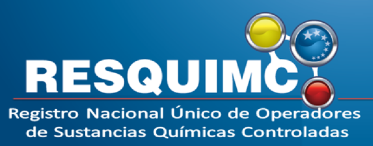 RESQUIMC
Registro Nacional Único de Operadores
de Sustancias Químicas Controladas